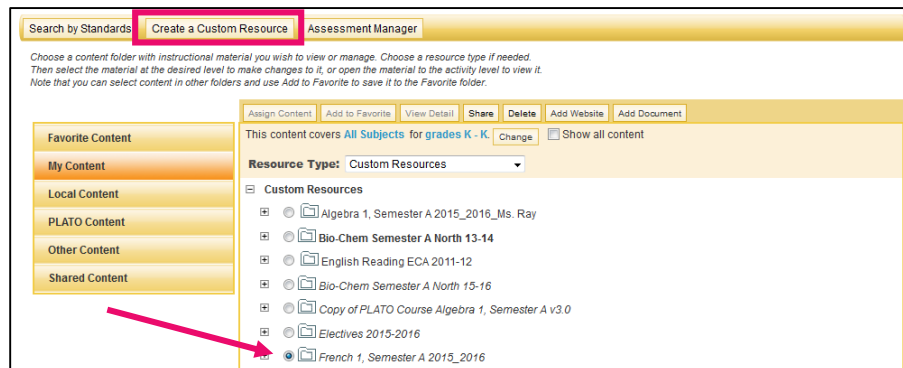 Search by Standards Create a Custom Resource Assessment Manager
Choose a content folder with instructional material you wish to view or manage. Choose a resource type if needed.
Then select the material at the desired level to make changes to it, or open the material to the activity level to view it.
Note that you can select content in other folders and use Add to Favorite to save it to the Favorite folder.
Assign Content Add to Favorite View Detail Share Delete Add Website Add Document
Favorite Content
My Content
Local Content
PLATO Content
Other Content
Shared Content
This content covers All Subjects for grades K - K. Change Show all content
Resource Type: Custom Resources
Custom Resources
Algebra 1, Semester A 2015_2016_Ms. Ray
Bio-Chem Semester A North 13-14
English Reading ECA 2011-12
Bio-Chem Semester A North 15-16
Copy of PLATO Course Algebra 1, Semester A v3.0
Electives 2015-2016
French 1, Semester A 2015_2016